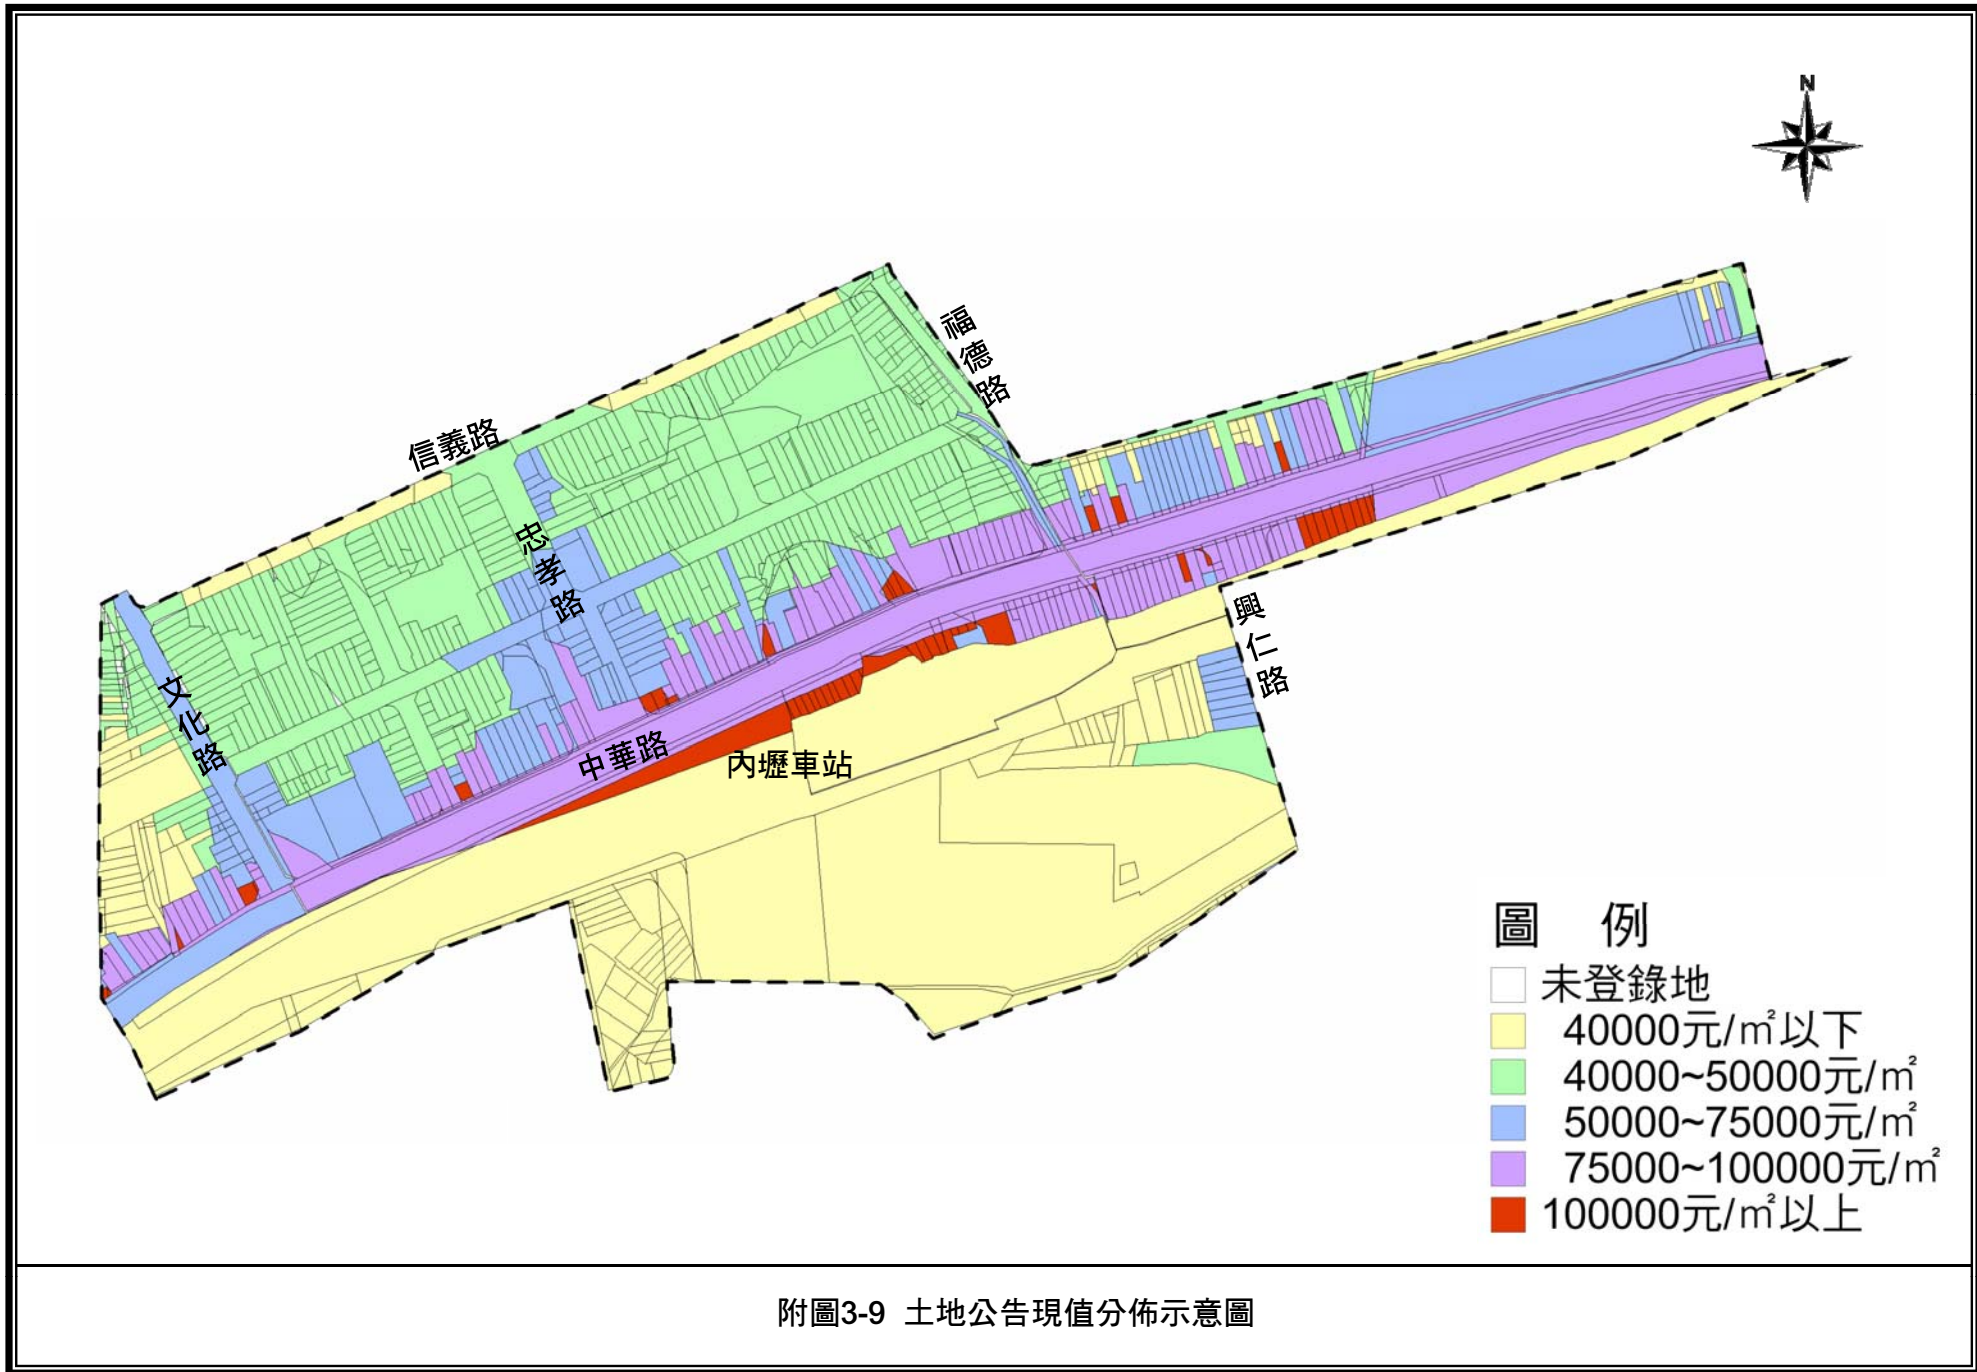 N
福德路
信義路
忠孝路
興仁路
文化路
中華路
內壢車站
圖 例
未登錄地
40000元/㎡以下
40000~50000元/㎡
50000~75000元/㎡
75000~100000元/㎡
100000元/㎡以上
附圖3-9 土地公告現值分佈示意圖